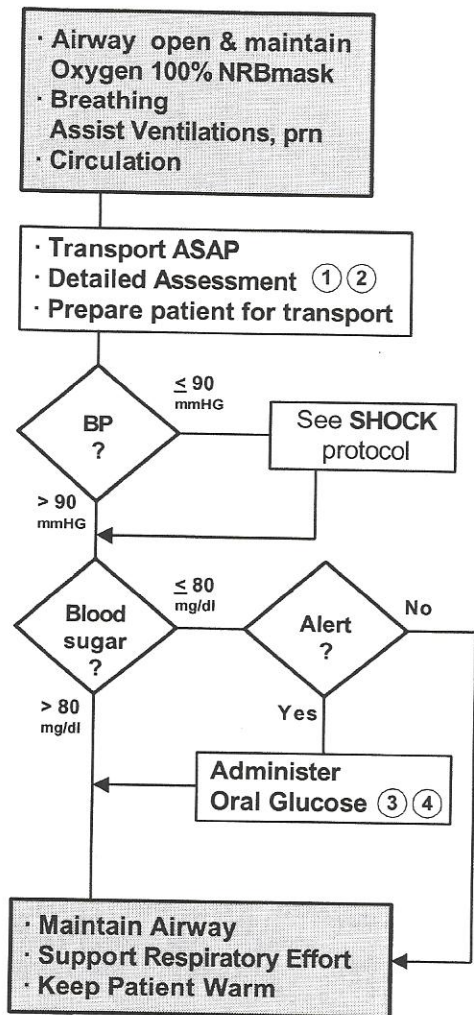 · Airway open & maintain
Oxygen 100% NRBmask
· Breathing
Assist Ventilations, prn
· Circulation
· Transport ASAP
· Detailed Assessment ① ②
· Prepare patient for transport
≤ 90
mmHG
BP
?
See SHOCK
protocol
> 90
mmHG
≤ 80
mg/dl
Blood
sugar
?
Alert
?
No
> 80
mg/dl
Yes
Administer
Oral Glucose ③ ④
· Maintain Airway
· Support Respiratory Effort
· Keep Patient Warm